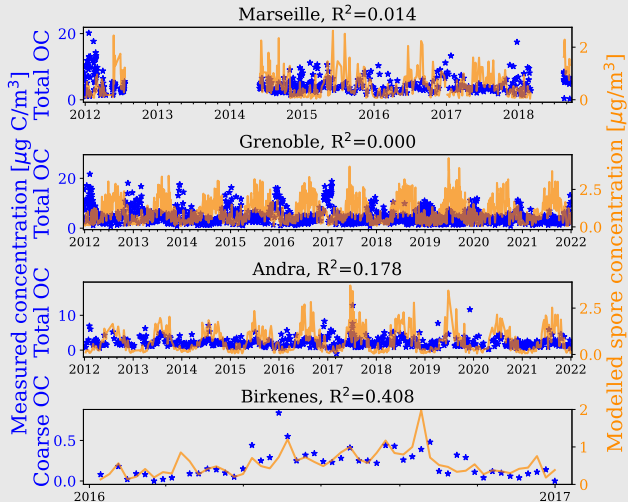 Marseille, R²=0.014
20
0
2
1
0
Total OC
2012 2013 2014 2015 2016 2017 2018
Grenoble, R²=0.000
20
0
2.5
0.0
Total OC
2012 2013 2014 2015 2016 2017 2018 2019 2020 2021 2022
Andra, R²=0.178
10
0
2.5
0.0
Total OC
2012 2013 2014 2015 2016 2017 2018 2019 2020 2021 2022
Birkenes, R²=0.408
0.5
0.0
2
1
0
Coarse OC
2016 2017
Measured concentration [μg C/m³]
Modelled spore concentration [μg/m³]